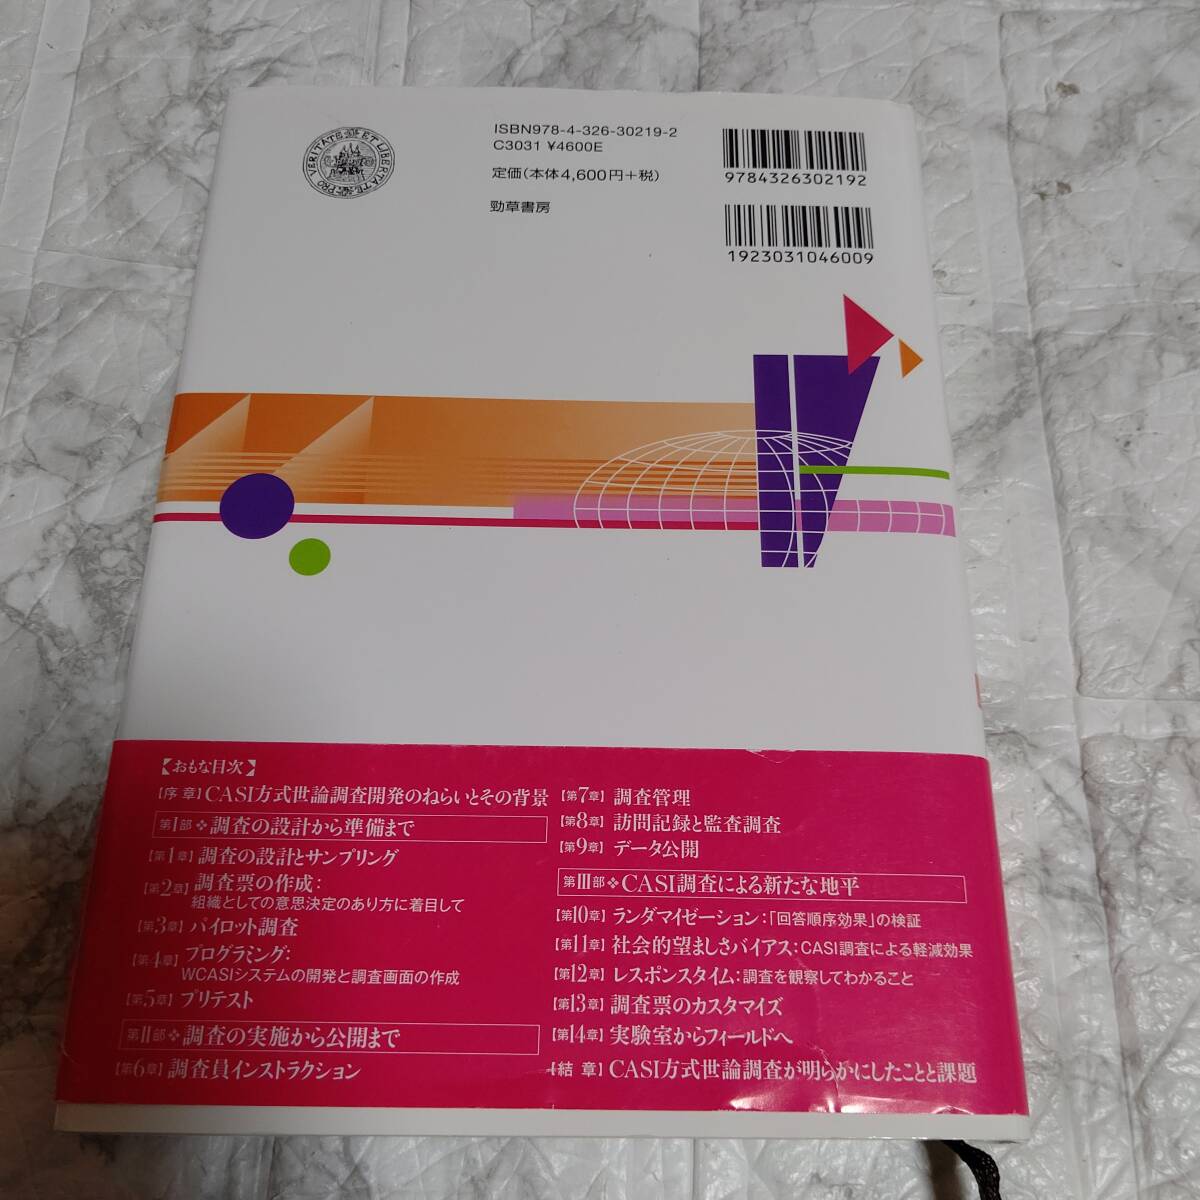 PRO VERITATE ET LIBERTATE
ISBN978-4-326-30219-2
C3031 ¥4600E
定価(本体4,600円+税)
勁草書房
9784326302192
1923031046009
【おもな目次】
【序 章】CASI方式世論調査開発のねらいとその背景
第Ⅰ部❖調査の設計から準備まで
【第1章】調査の設計とサンプリング
【第2章】調査票の作成：
組織としての意思決定のあり方に着目して
【第3章】パイロット調査
【第4章】プログラミング：
WCASIシステムの開発と調査画面の作成
【第5章】プリテスト
第Ⅱ部❖調査の実施から公開まで
【第6章】調査員インストラクション
【第7章】調査管理
【第8章】訪問記録と監査調査
【第9章】データ公開
第Ⅲ部❖CASI調査による新たな地平
【第10章】ランダマイゼーション：「回答順序効果」の検証
【第11章】社会的望ましさバイアス：CASI調査による軽減効果
【第12章】レスポンスタイム：調査を観察してわかること
【第13章】調査票のカスタマイズ
【第14章】実験室からフィールドへ
【結 章】CASI方式世論調査が明らかにしたことと課題